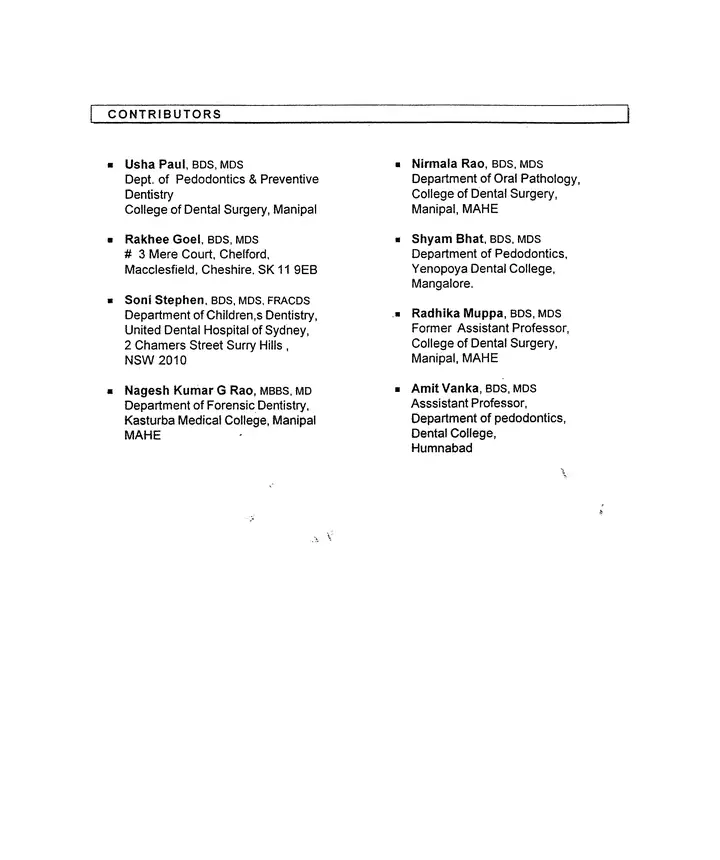 CONTRIBUTORS
▪ Usha Paul, BDS, MDS
Dept. of Pedodontics & Preventive
Dentistry
College of Dental Surgery, Manipal
▪ Rakhee Goel, BDS, MDS
# 3 Mere Court, Chelford,
Macclesfield, Cheshire, SK 11 9EB
▪ Soni Stephen, BDS, MDS, FRACDS
Department of Children,s Dentistry,
United Dental Hospital of Sydney,
2 Chamers Street Surry Hills ,
NSW 2010
▪ Nagesh Kumar G Rao, MBBS, MD
Department of Forensic Dentistry,
Kasturba Medical College, Manipal
MAHE
▪ Nirmala Rao, BDS, MDS
Department of Oral Pathology,
College of Dental Surgery,
Manipal, MAHE
▪ Shyam Bhat, BDS, MDS
Department of Pedodontics,
Yenopoya Dental College,
Mangalore.
▪ Radhika Muppa, BDS, MDS
Former Assistant Professor,
College of Dental Surgery,
Manipal, MAHE
▪ Amit Vanka, BDS, MDS
Asssistant Professor,
Department of pedodontics,
Dental College,
Humnabad